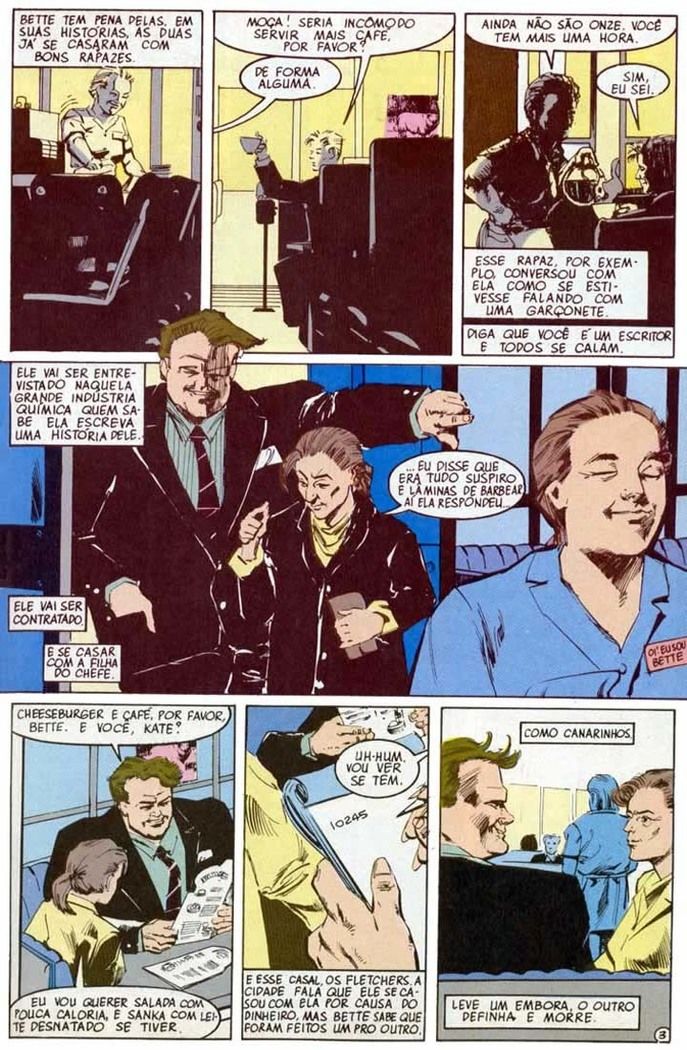 BETTE TEM PENA DELAS. EM
SUAS HISTÓRIAS, AS DUAS
JÁ SE CASARAM COM
BONS RAPAZES.
MOÇA! SERIA INCÔMODO
SERVIR MAIS CAFÉ,
POR FAVOR?
DE FORMA
ALGUMA.
AINDA NÃO SÃO ONZE. VOCÊ
TEM MAIS UMA HORA.
SIM,
EU SEI.
ESSE RAPAZ, POR EXEM-
PLO, CONVERSOU COM
ELA COMO SE ESTI-
VESSE FALANDO COM
UMA GARÇONETE.
DIGA QUE VOCÊ É UM ESCRITOR
E TODOS SE CALAM.
ELE VAI SER ENTRE-
VISTADO NAQUELA
GRANDE INDÚSTRIA
QUÍMICA QUEM SA-
BE ELA ESCREVA
UMA HISTÓRIA DELE.
...EU DISSE QUE
ERA TUDO SUSPIRO
E LÂMINAS DE BARBEAR
AÍ ELA RESPONDEU...
ELE VAI SER
CONTRATADO.
E SE CASAR
COM A FILHA
DO CHEFE.
OI! EU SOU
BETTE
CHEESEBURGER E CAFÉ, POR FAVOR,
BETTE. E VOCÊ, KATE?
EU VOU QUERER SALADA COM
POUCA CALORIA, E SANKA COM LEI-
TE DESNATADO SE TIVER.
UH-HUM.
VOU VER
SE TEM.
10245
E ESSE CASAL, OS FLETCHERS. A
CIDADE FALA QUE ELE SE CA-
SOU COM ELA POR CAUSA DO
DINHEIRO, MAS BETTE SABE QUE
FORAM FEITOS UM PRO OUTRO.
COMO CANARINHOS.
LEVE UM EMBORA, O OUTRO
DEFINHA E MORRE.
3